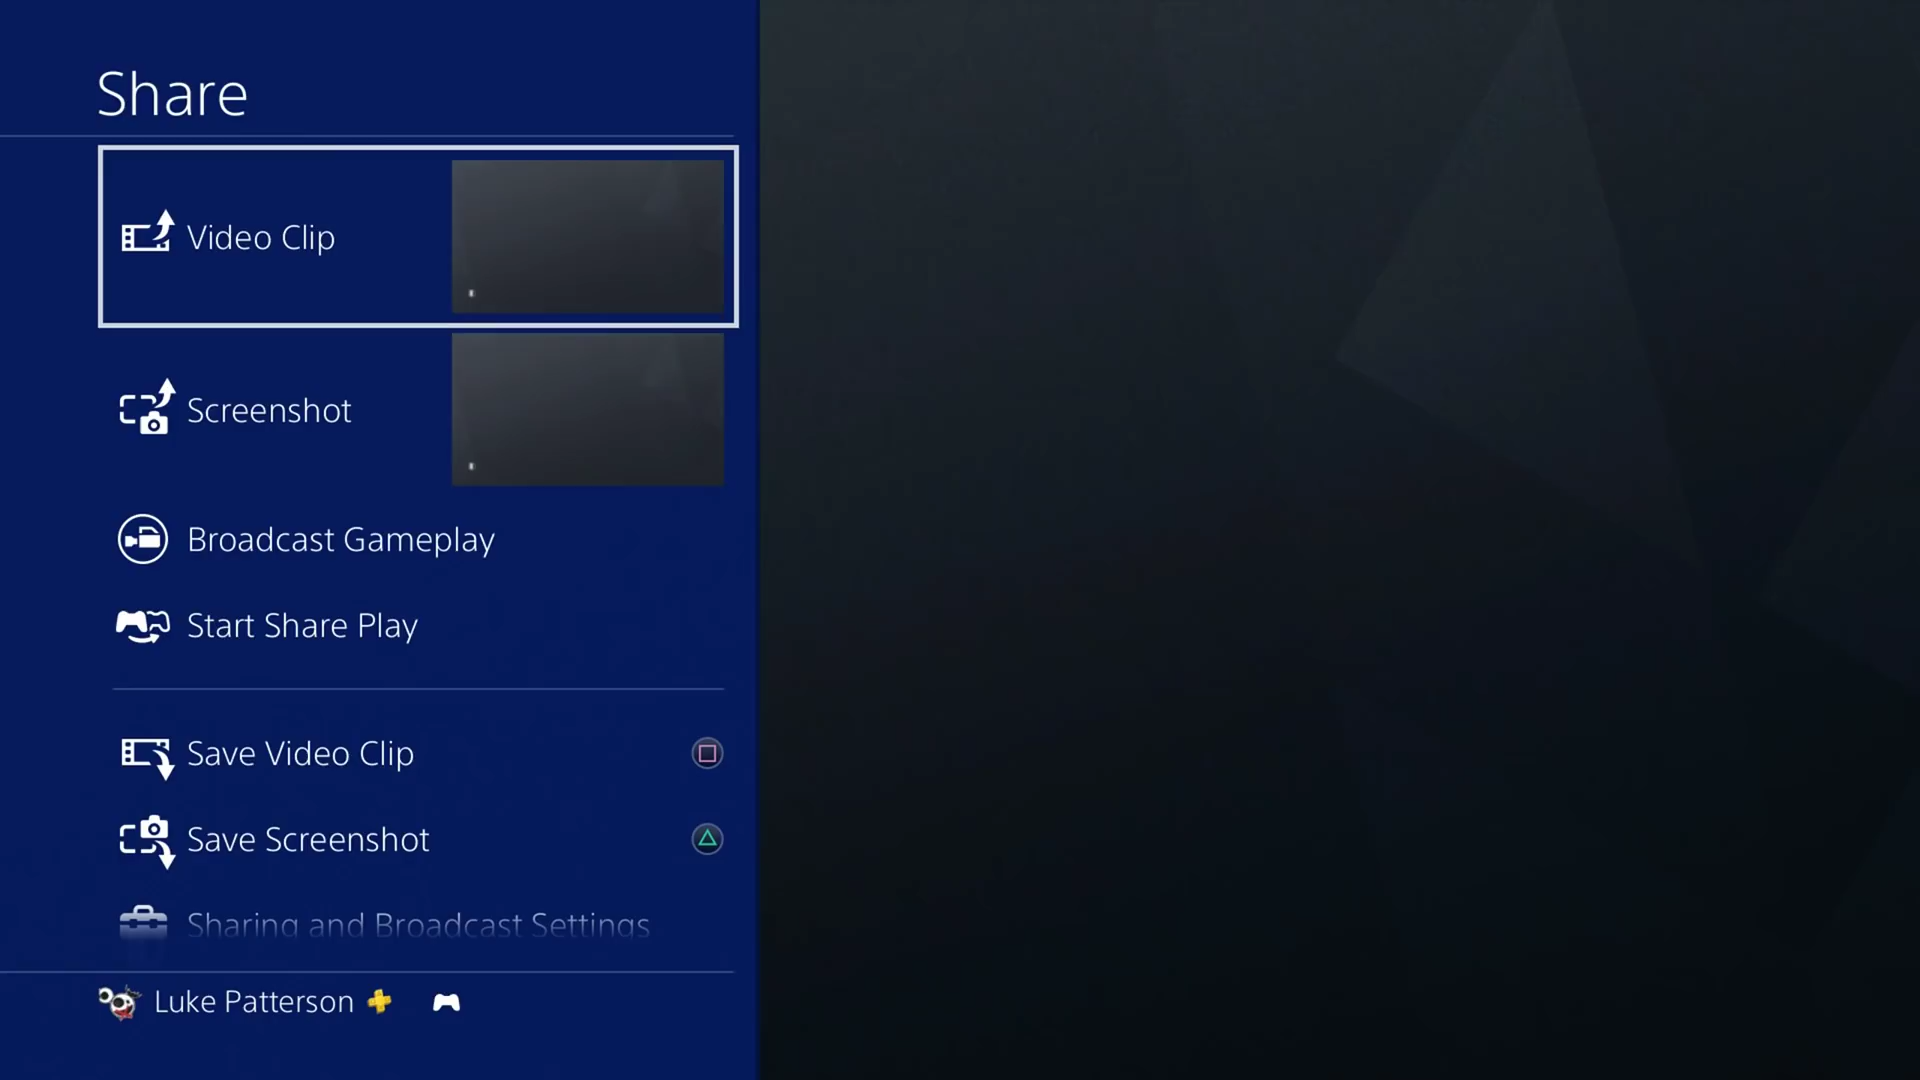 Share
Video Clip
Screenshot
Broadcast Gameplay
Start Share Play
Save Video Clip
Save Screenshot
Sharing and Broadcast Settings
Luke Patterson